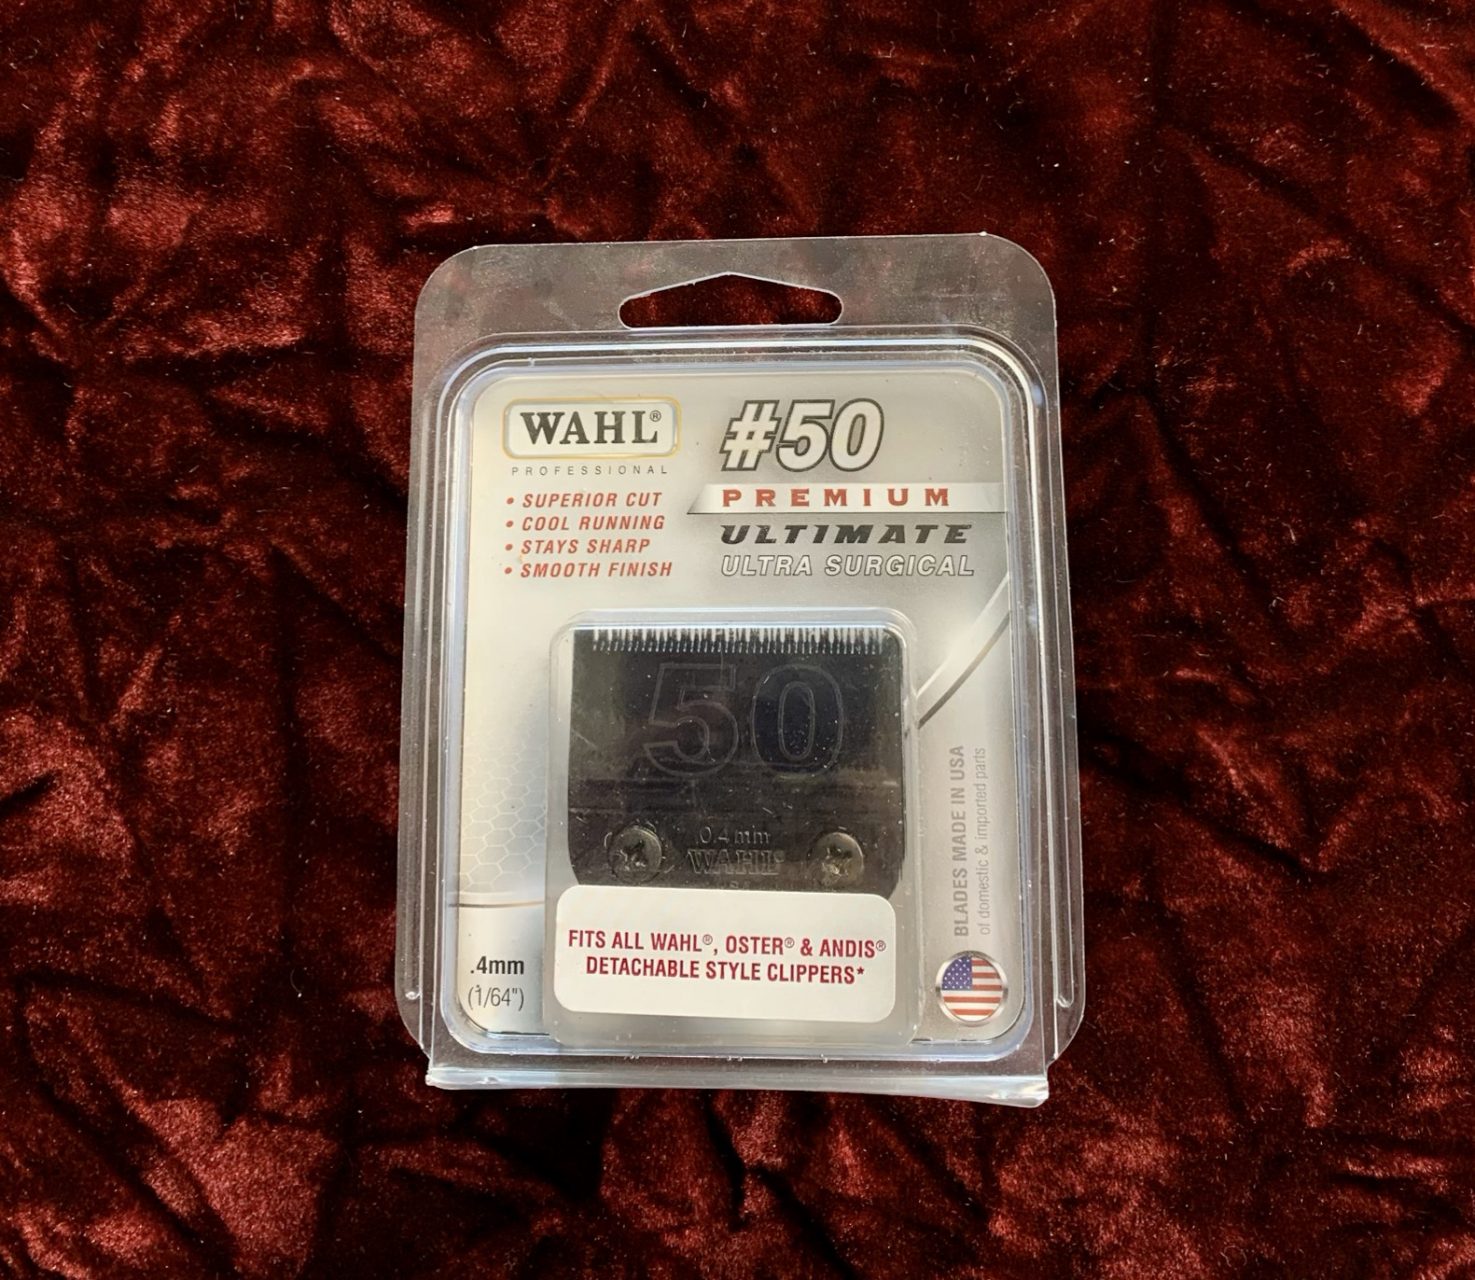 WAHL®
PROFESSIONAL
• SUPERIOR CUT
• COOL RUNNING
• STAYS SHARP
• SMOOTH FINISH
#50
PREMIUM
ULTIMATE
ULTRA SURGICAL
50
0.4mm
WAHL®
FITS ALL WAHL®, OSTER® & ANDIS®
DETACHABLE STYLE CLIPPERS*
.4mm
(1/64")
BLADES MADE IN USA
of domestic & imported parts